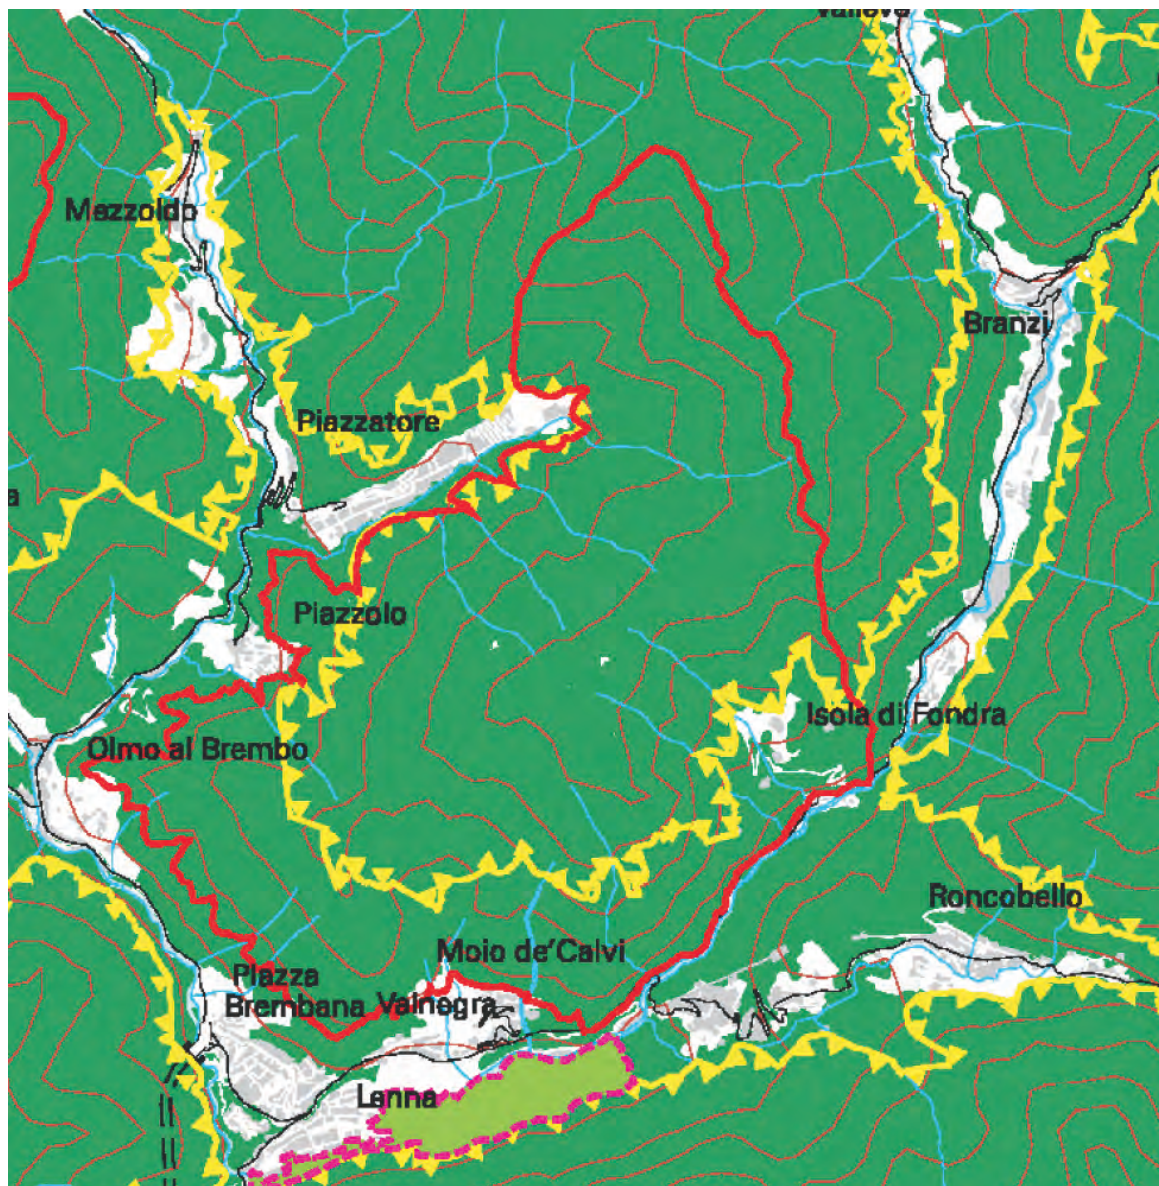 Mezzoldo
Branzi
Piazzatore
Piazzolo
Isola di Fondra
Olmo al Brembo
Roncobello
Moio de'Calvi
Piazza
Brembana
Valnegra
Lenna